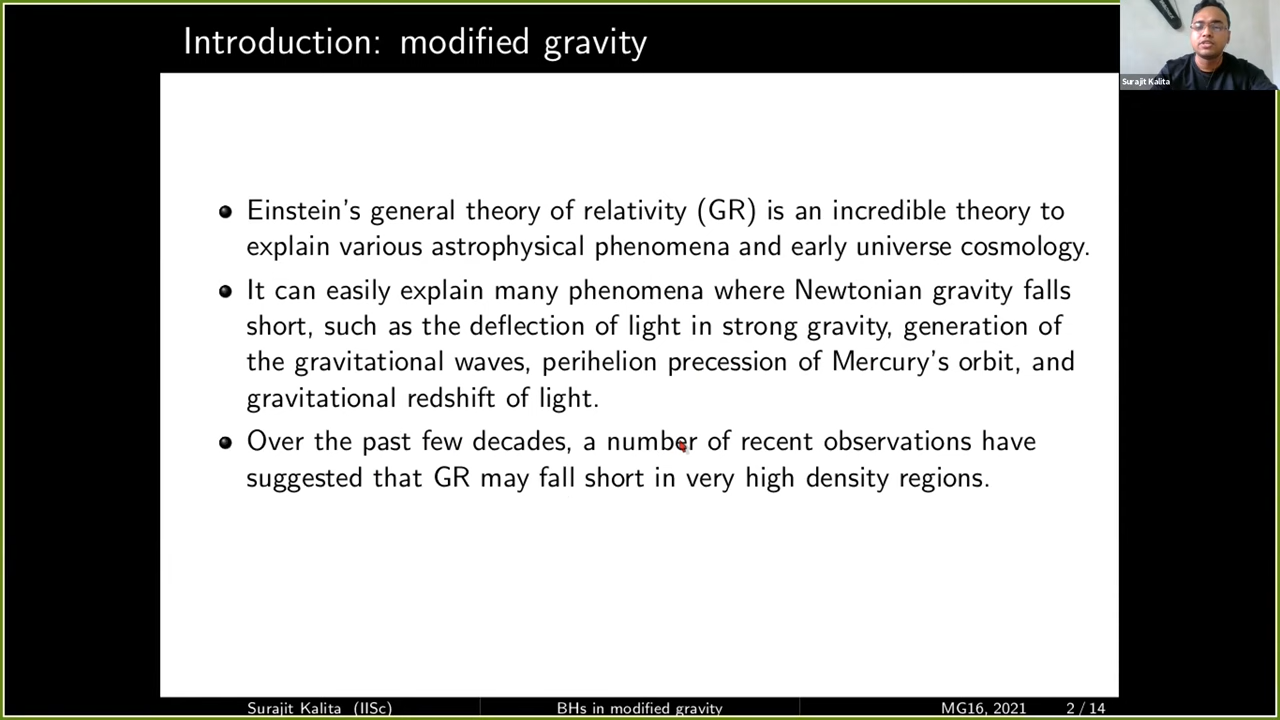 Introduction: modified gravity
Surajit Kalita
Einstein's general theory of relativity (GR) is an incredible theory to
explain various astrophysical phenomena and early universe cosmology.
It can easily explain many phenomena where Newtonian gravity falls
short, such as the deflection of light in strong gravity, generation of
the gravitational waves, perihelion precession of Mercury's orbit, and
gravitational redshift of light.
Over the past few decades, a number of recent observations have
suggested that GR may fall short in very high density regions.
Surajit Kalita (IISc) BHs in modified gravity MG16, 2021 2 / 14